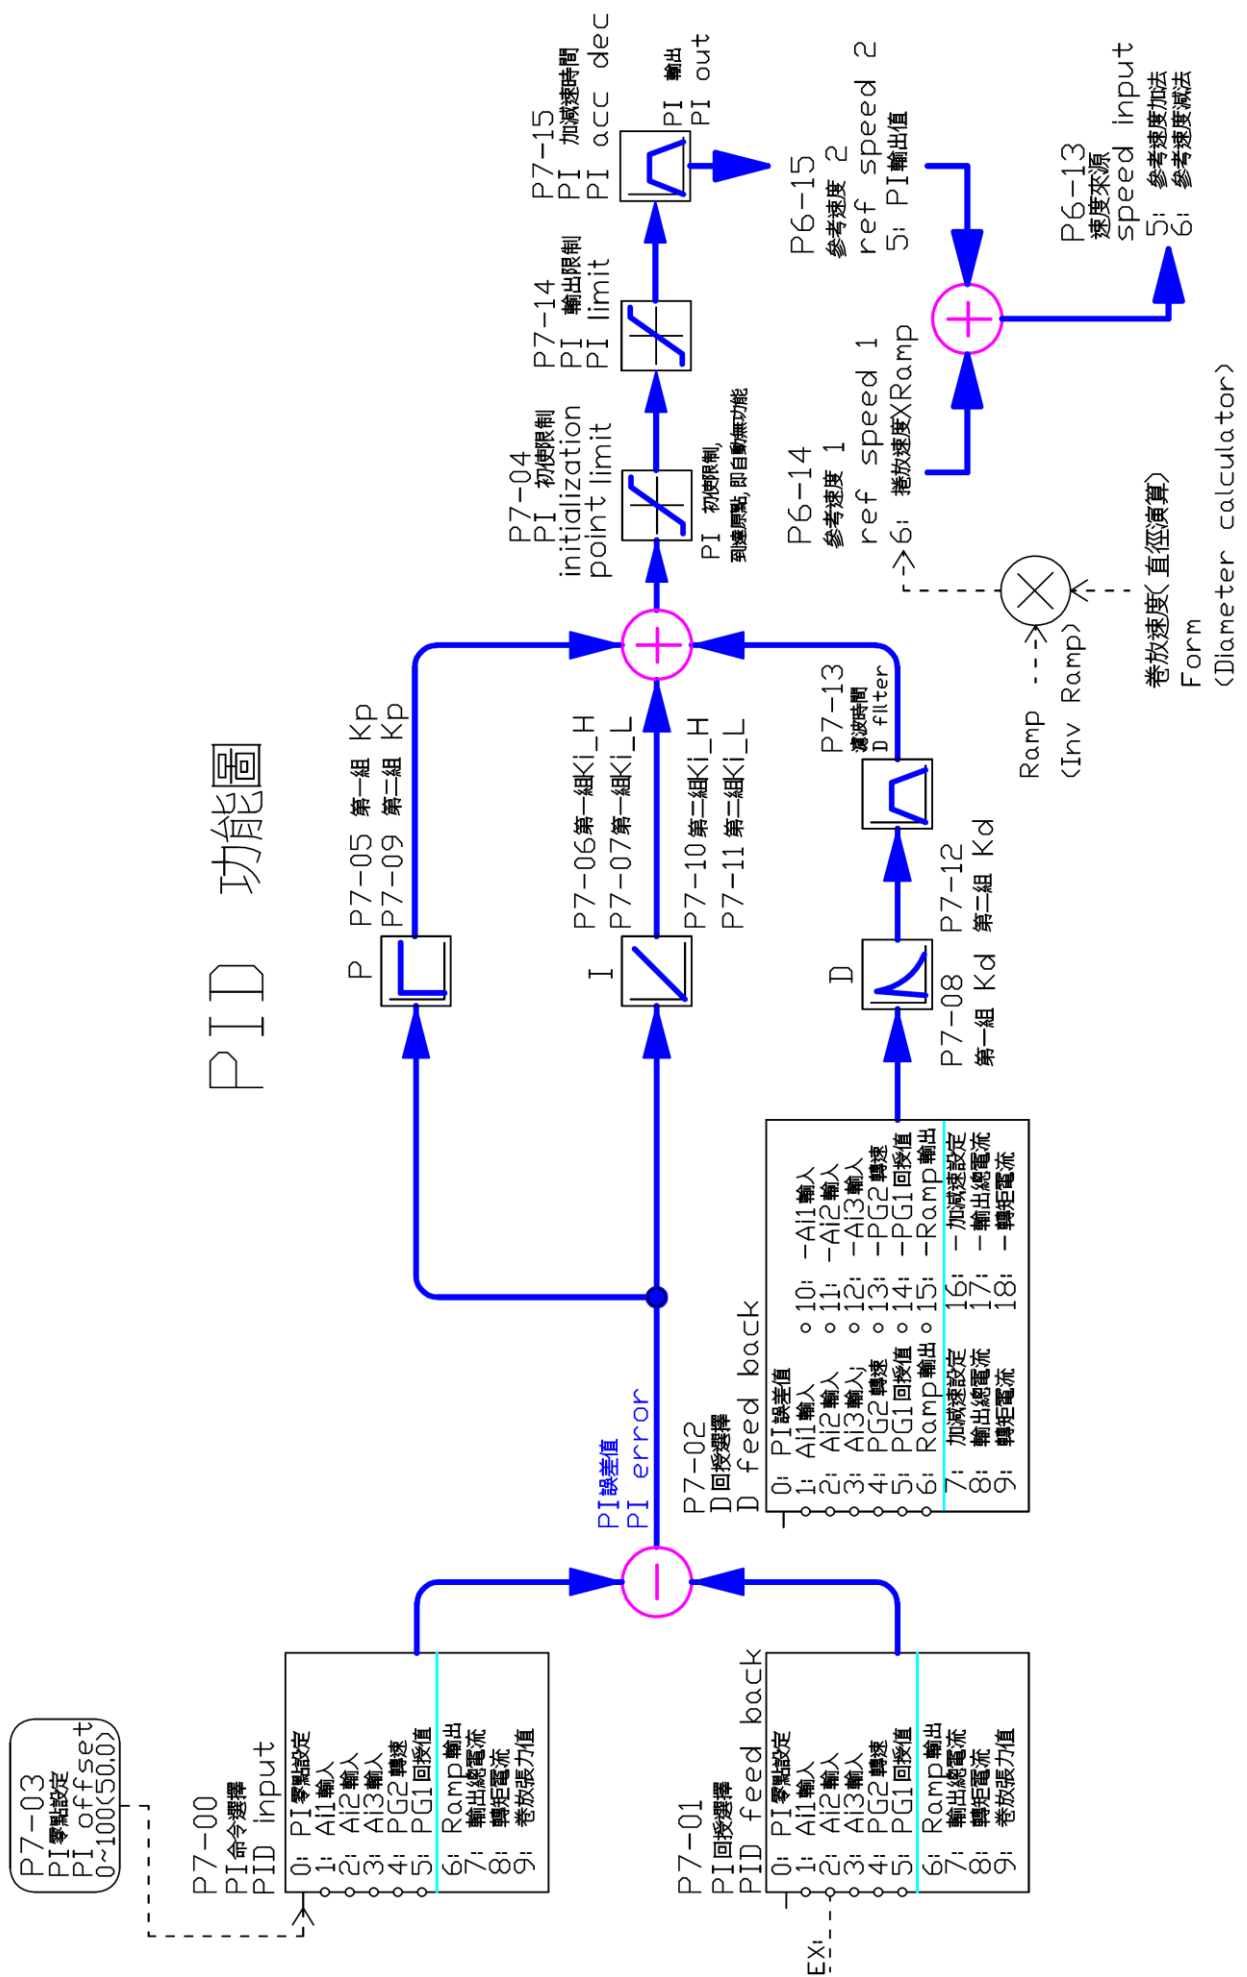 PID 功能圖
P7-03
PI零點設定
PI offset
0~100(50.0)
P7-00
PI命令選擇
PID input
0: PI零點設定
1: Ai1輸入
2: Ai2輸入
3: Ai3輸入
4: PG2轉速
5: PG1回授值
6: Ramp輸出
7: 輸出總電流
8: 轉矩電流
9: 卷放張力值
P7-01
PI回授選擇
PID feed back
0: PI零點設定
1: Ai1輸入
2: Ai2輸入
3: Ai3輸入
4: PG2轉速
5: PG1回授值
6: Ramp輸出
7: 輸出總電流
8: 轉矩電流
9: 卷放張力值
EX:
PI誤差值
PI error
P7-02
D回授選擇
D feed back
0: PI誤差值
1: Ai1輸入 10: -Ai1輸入
2: Ai2輸入 11: -Ai2輸入
3: Ai3輸入; 12: -Ai3輸入
4: PG2轉速 13: -PG2轉速
5: PG1回授值 14: -PG1回授值
6: Ramp輸出 15: -Ramp輸出
7: 加減速設定 16: -加減速設定
8: 輸出總電流 17: -輸出總電流
9: 轉矩電流 18: -轉矩電流
P
P7-05 第一組 Kp
P7-09 第二組 Kp
I
P7-06第一組Ki_H
P7-07第一組Ki_L
P7-10第二組Ki_H
P7-11第二組Ki_L
D
P7-08 P7-12
第一組 Kd 第二組 Kd
P7-13
濾波時間
D filter
P7-04
PI 初使限制
initialization
point limit
PI 初使限制,
到達原點,即自動無功能
P7-14
PI 輸出限制
PI limit
P7-15
PI 加減速時間
PI acc dec
PI 輸出
PI out
P6-14
參考速度 1
ref speed 1
6: 捲放速度XRamp
P6-15
參考速度 2
ref speed 2
5: PI輸出值
P6-13
速度來源
speed input
5: 參考速度加法
6: 參考速度減法
Ramp
(Inv Ramp)
卷放速度(直徑演算)
Form
(Diameter calculator)